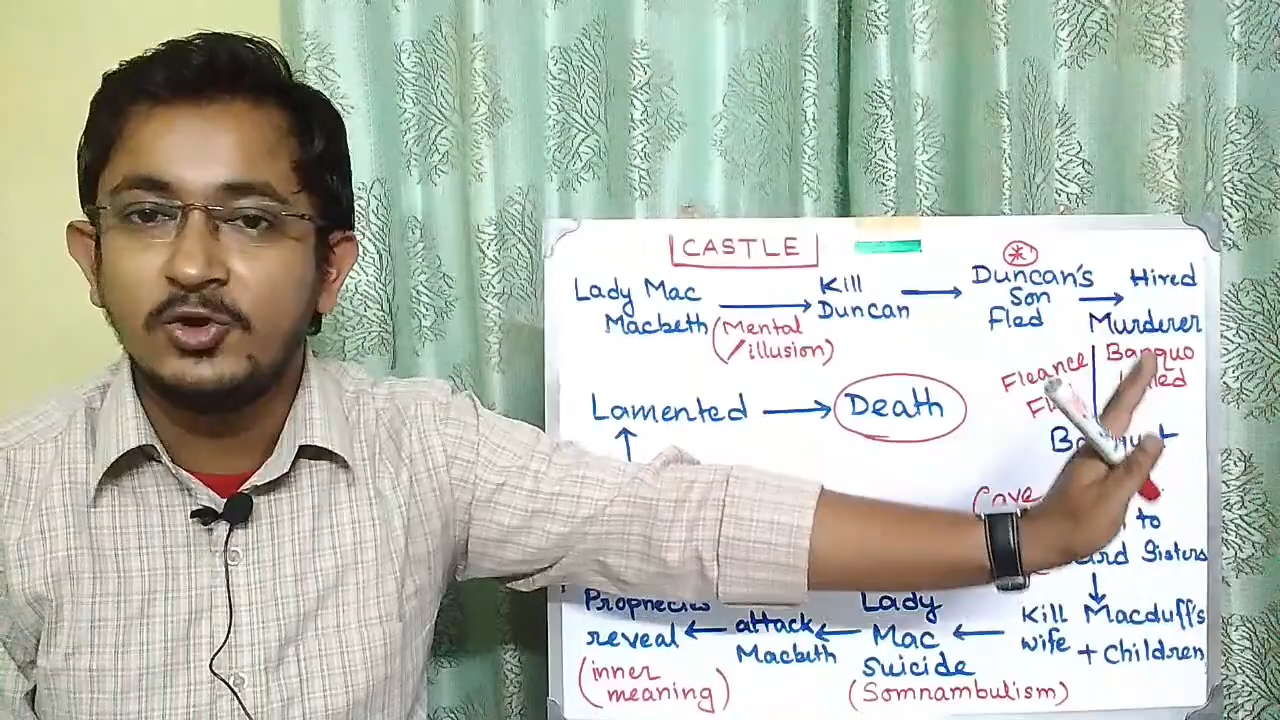 CASTLE
Lady Mac
Macbeth
(Mental
illusion)
Kill
Duncan
Duncan's
Son
Fled
Hired
Murderer
Banquo
Fleance
Lamented
Death
Cave
to
Sisters
Macduff's
+ Children
Kill
wife
Lady
Mac
suicide
(Somnambulism)
attack
Macbeth
Prophecies
reveal
(inner
meaning)